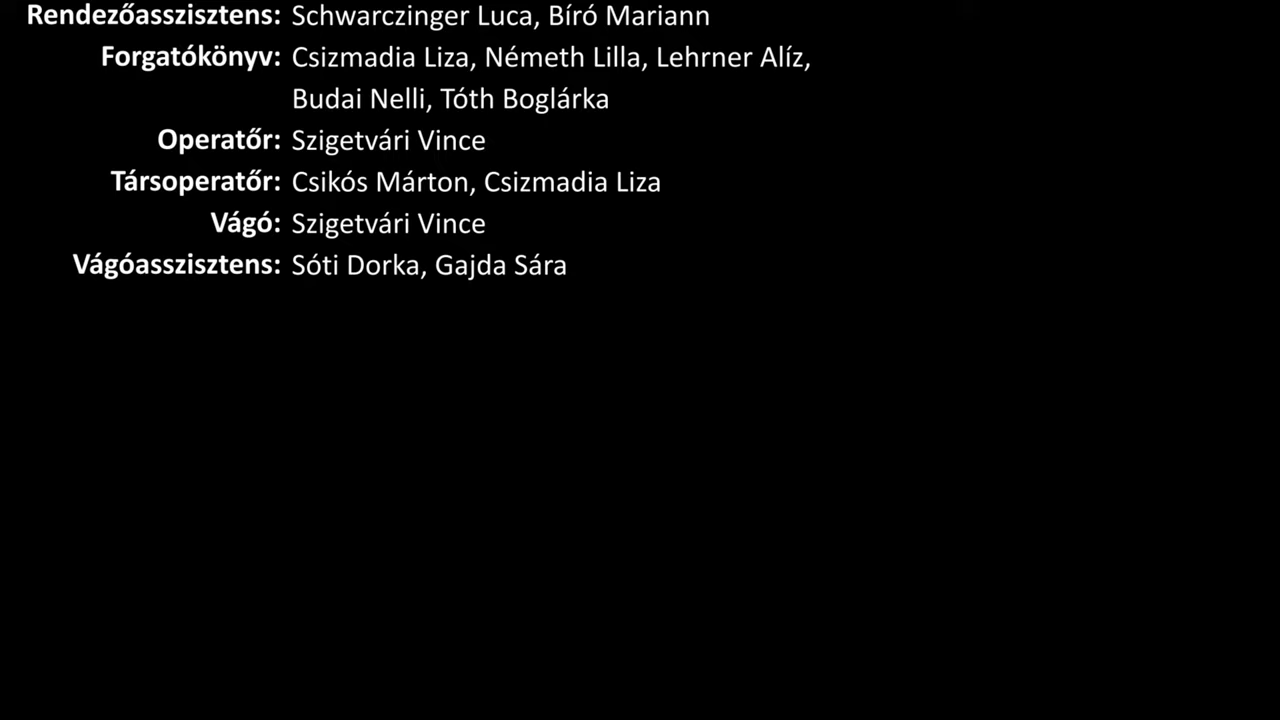 Rendezőasszisztens: Schwarczinger Luca, Bíró Mariann
Forgatókönyv: Csizmadia Liza, Németh Lilla, Lehrner Alíz,
Budai Nelli, Tóth Boglárka
Operatőr: Szigetvári Vince
Társoperatőr: Csikós Márton, Csizmadia Liza
Vágó: Szigetvári Vince
Vágóasszisztens: Sóti Dorka, Gajda Sára